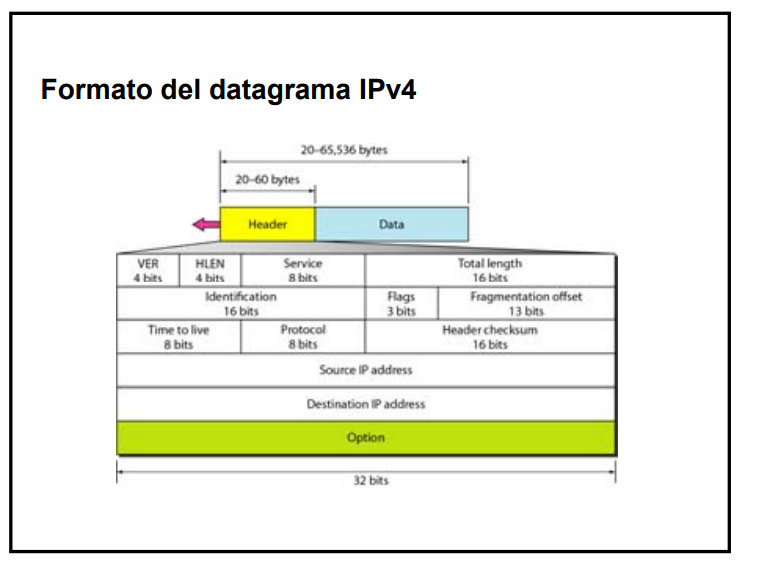 Formato del datagrama IPv4
20–65,536 bytes
20–60 bytes
Header
Data
VER
4 bits
HLEN
4 bits
Service
8 bits
Total length
16 bits
Identification
16 bits
Flags
3 bits
Fragmentation offset
13 bits
Time to live
8 bits
Protocol
8 bits
Header checksum
16 bits
Source IP address
Destination IP address
Option
32 bits